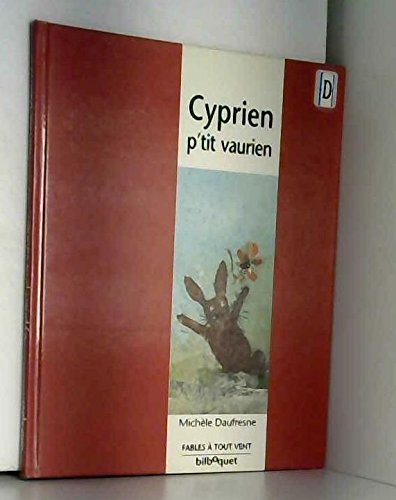 D
Cyprien
p'tit vaurien
Michèle Daufresne
FABLES À TOUT VENT
bilboquet